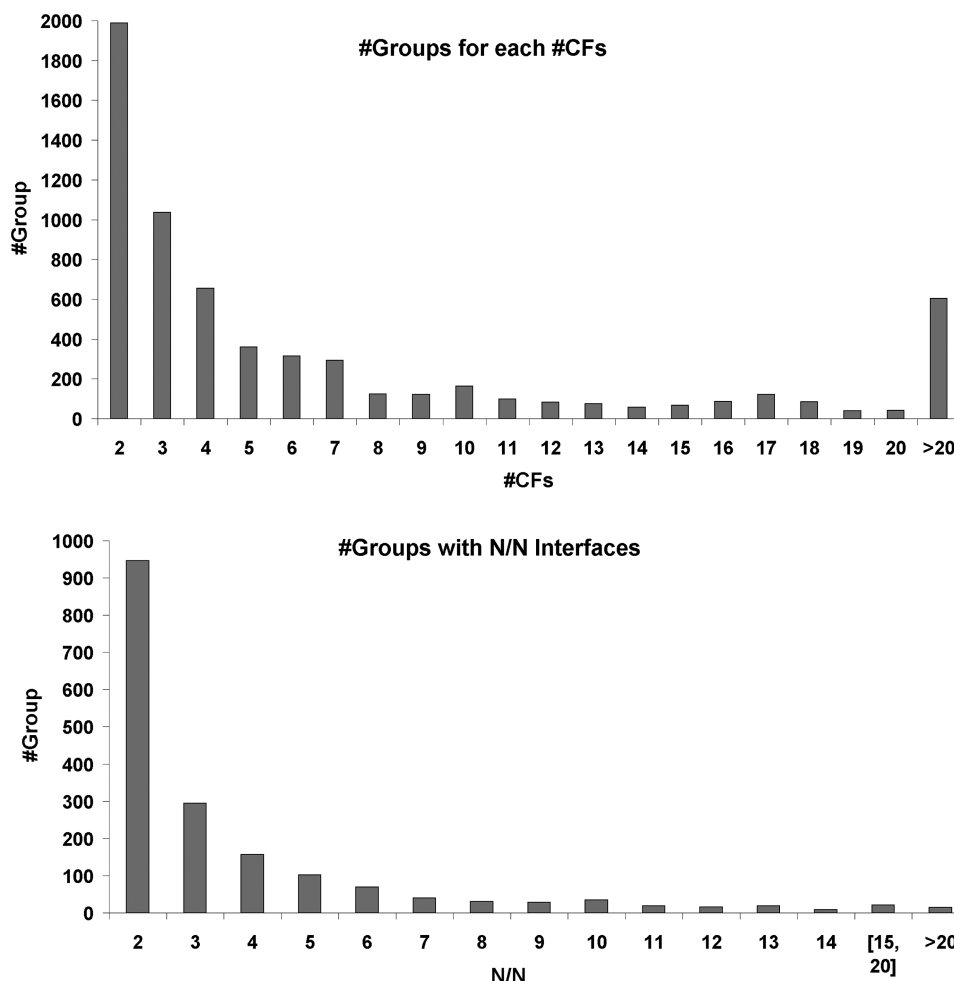 #Groups for each #CFs
2000
1800
1600
1400
1200
1000
800
600
400
200
0
#Group
2 3 4 5 6 7 8 9 10 11 12 13 14 15 16 17 18 19 20 >20
#CFs
#Groups with N/N Interfaces
1000
900
800
700
600
500
400
300
200
100
0
#Group
2 3 4 5 6 7 8 9 10 11 12 13 14 [15, >20
20]
N/N